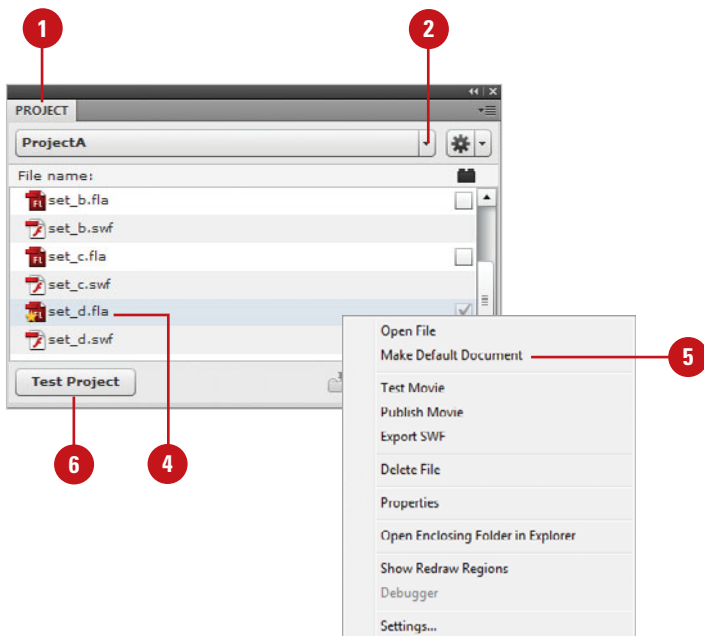 1
2
PROJECT
ProjectA
File name:
set_b.fla
set_b.swf
set_c.fla
set_c.swf
set_d.fla
set_d.swf
Test Project
4
6
Open File
Make Default Document
5
Test Movie
Publish Movie
Export SWF
Delete File
Properties
Open Enclosing Folder in Explorer
Show Redraw Regions
Debugger
Settings...